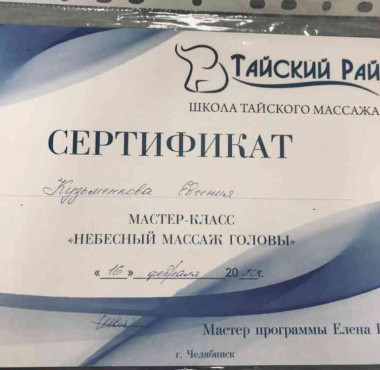 ТАЙСКИЙ РАЙ
ШКОЛА ТАЙСКОГО МАССАЖА
СЕРТИФИКАТ
Кузьменкова Евгения
МАСТЕР-КЛАСС
«НЕБЕСНЫЙ МАССАЖ ГОЛОВЫ»
«16» февраля 20
Мастер программы Елена
г. Челябинск